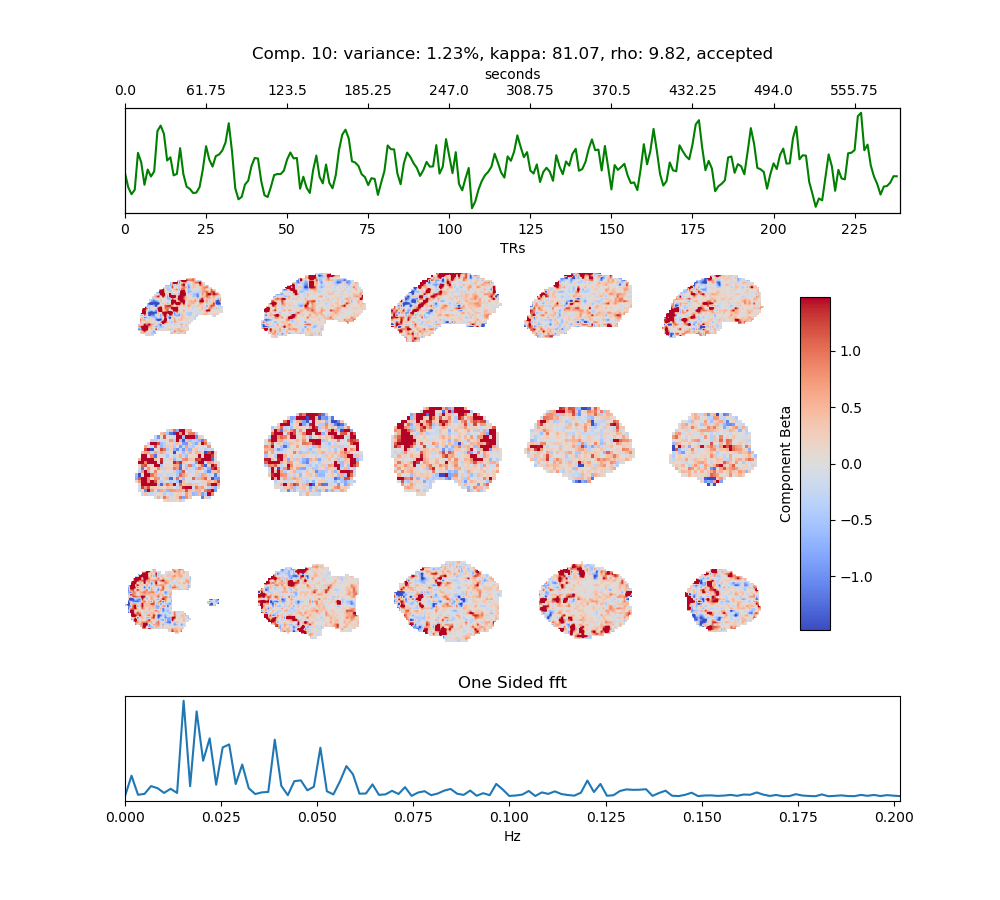 Comp. 10: variance: 1.23%, kappa: 81.07, rho: 9.82, accepted
seconds
0.0 61.75 123.5 185.25 247.0 308.75 370.5 432.25 494.0 555.75
0 25 50 75 100 125 150 175 200 225
TRs
1.0
0.5
0.0
−0.5
−1.0
Component Beta
One Sided fft
0.000 0.025 0.050 0.075 0.100 0.125 0.150 0.175 0.200
Hz